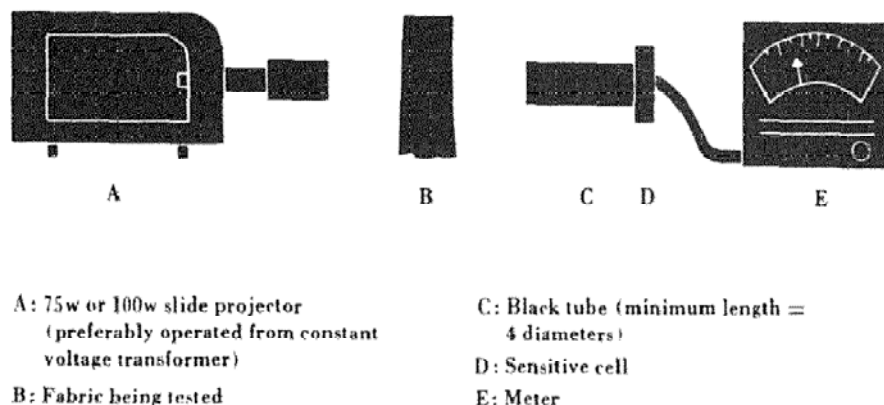 A B C D E
A: 75w or 100w slide projector
(preferably operated from constant
voltage transformer)
B: Fabric being tested
C: Black tube (minimum length =
4 diameters)
D: Sensitive cell
E: Meter